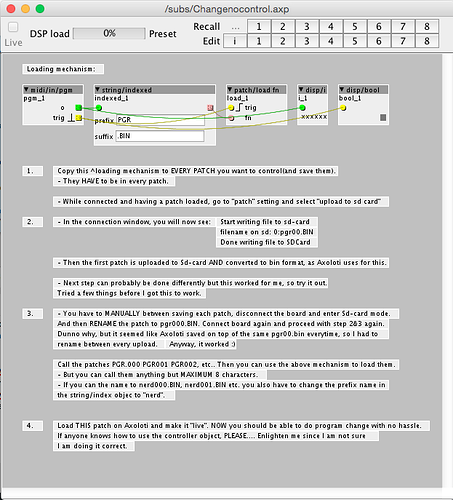 /subs/Changenocontrol.axp
Live
DSP load
0%
Preset
Recall
1 2 3 4 5 6 7 8
Edit
i 1 2 3 4 5 6 7 8
Loading mechanism:
▼ midi/in/pgm
pgm_1
o
trig
▼ string/indexed
indexed_1
prefix PGR
suffix .BIN
▼ patch/load fn
load_1
trig
fn
▼ disp/i
i_1
xxxxxx
▼ disp/bool
bool_1
1. Copy this ^loading mechanism to EVERY PATCH you want to control(and save them).
- They HAVE to be in every patch.
- While connected and having a patch loaded, go to "patch" setting and select "upload to sd card"
2. - In the connection window, you will now see: Start writing file to sd-card
filename on sd: 0:pgr00.BIN
Done writing file to SDCard
- Then the first patch is uploaded to Sd-card AND converted to bin format, as Axoloti uses for this.
- Next step can probably be done differently but this worked for me, so try it out.
Tried a few things before I got this to work.
3. - You have to MANUALLY between saving each patch, disconnect the board and enter Sd-card mode.
And then RENAME the patch to pgr000.BIN. Connect board again and proceed with step 2&3 again.
Dunno why, but it seemed like Axoloti saved on top of the same pgr00.bin everytime, so I had to
rename between every upload. Anyway, it worked :)
Call the patches PGR.000 PGR001 PGR002, etc.. Then you can use the above mechanism to load them.
- But you can call them anything but MAXIMUM 8 characters.
- If you can the name to nerd000.BIN, nerd001.BIN etc. you also have to change the prefix name in
the string/index objec to "nerd".
4. Load THIS patch on Axoloti and make it "live". NOW you should be able to do program change with no hassle.
If anyone knows how to use the controller object, PLEASE.... Enlighten me since I am not sure
I am doing it correct.